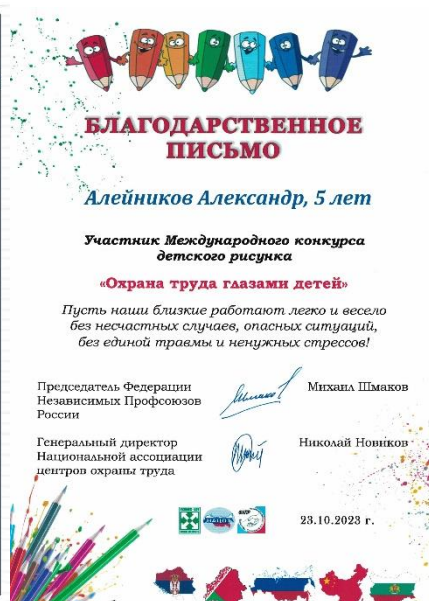 БЛАГОДАРСТВЕННОЕ
ПИСЬМО
Алейников Александр, 5 лет
Участник Международного конкурса
детского рисунка
«Охрана труда глазами детей»
Пусть наши близкие работают легко и весело
без несчастных случаев, опасных ситуаций,
без единой травмы и ненужных стрессов!
Председатель Федерации
Независимых Профсоюзов
России
Михаил Шмаков
Генеральный директор
Национальной ассоциации
центров охраны труда
Николай Новиков
23.10.2023 г.